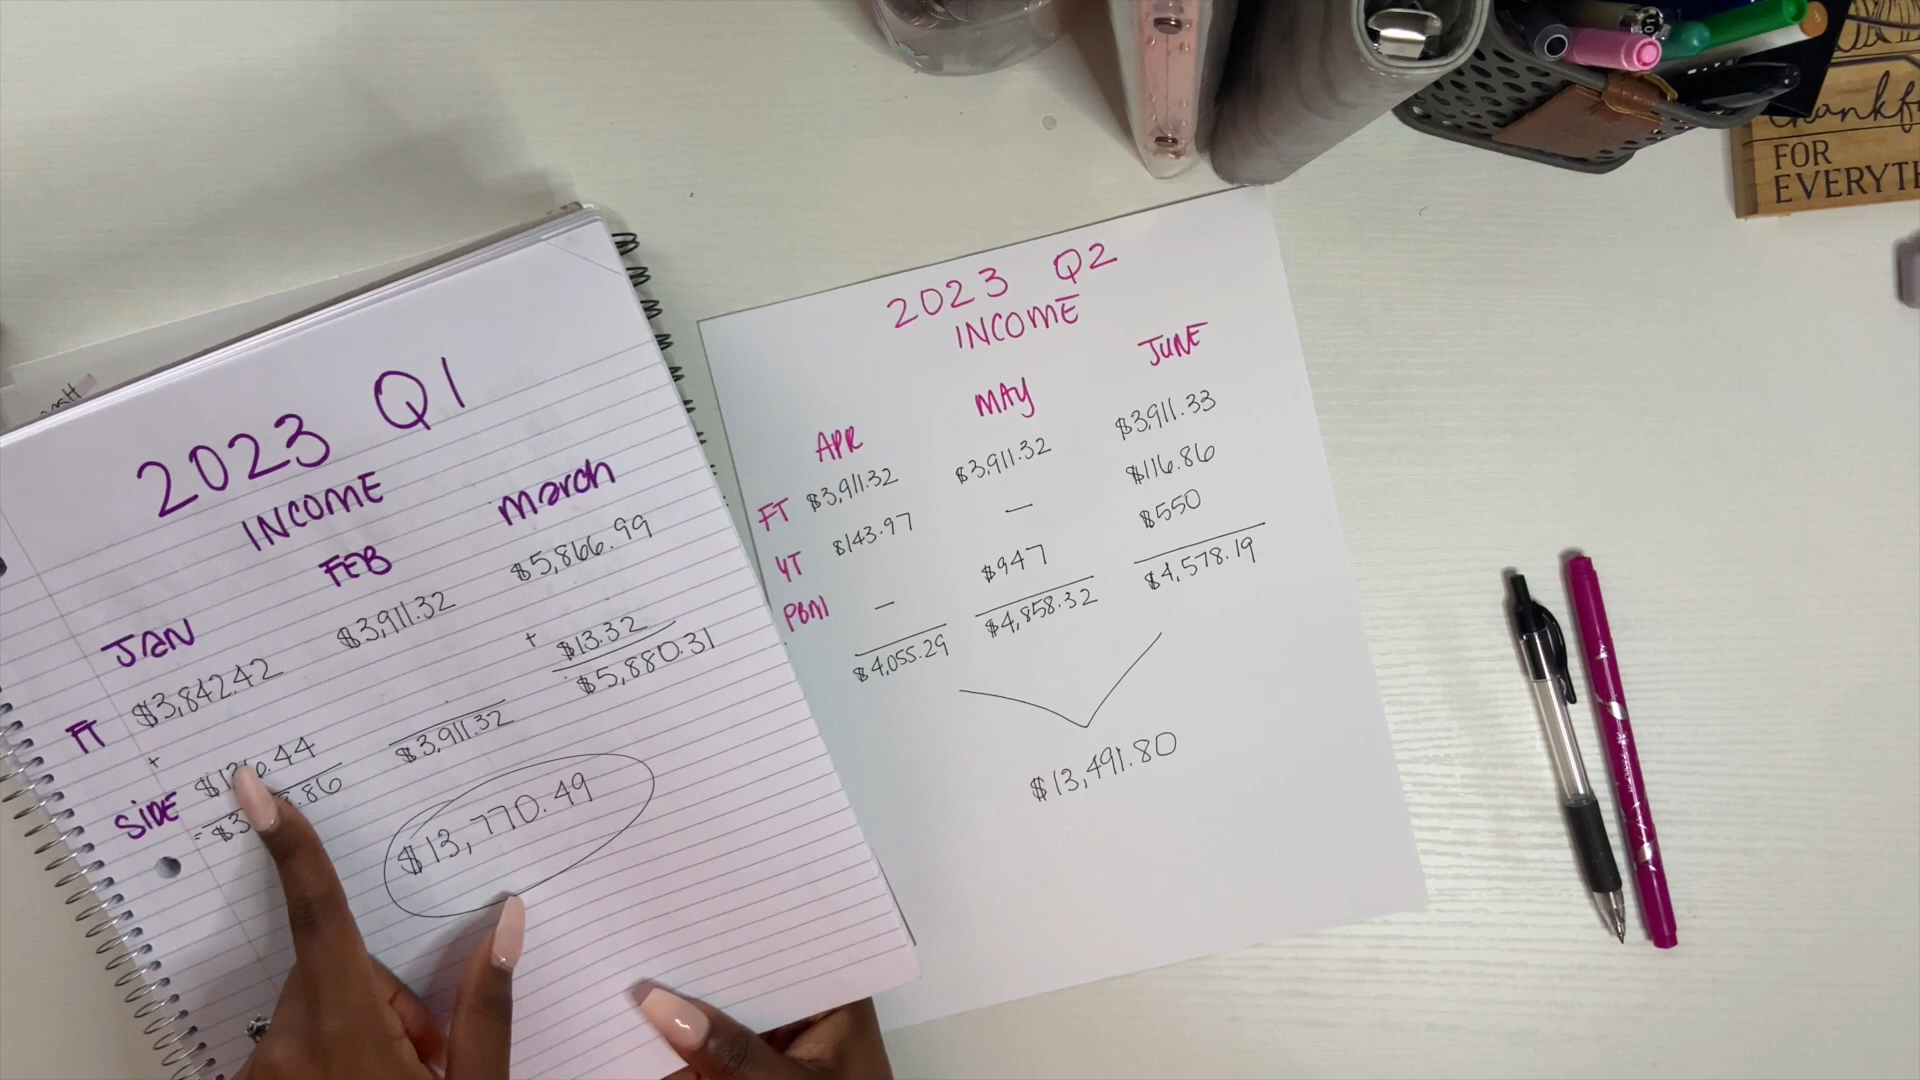 2023 Q1
INCOME
JAN FEB March
FT $3,842.42 $3,911.32 $5,866.99
+ +
SIDE $13.32
= $3,911.32 $5,880.31
$13,770.49
2023 Q2
INCOME
APR MAY JUNE
FT $3,911.32 $3,911.32 $3,911.33
YT $143.97 — $116.86
— $947 $550
$4,055.29 $4,858.32 $4,578.19
$13,491.80
FOR